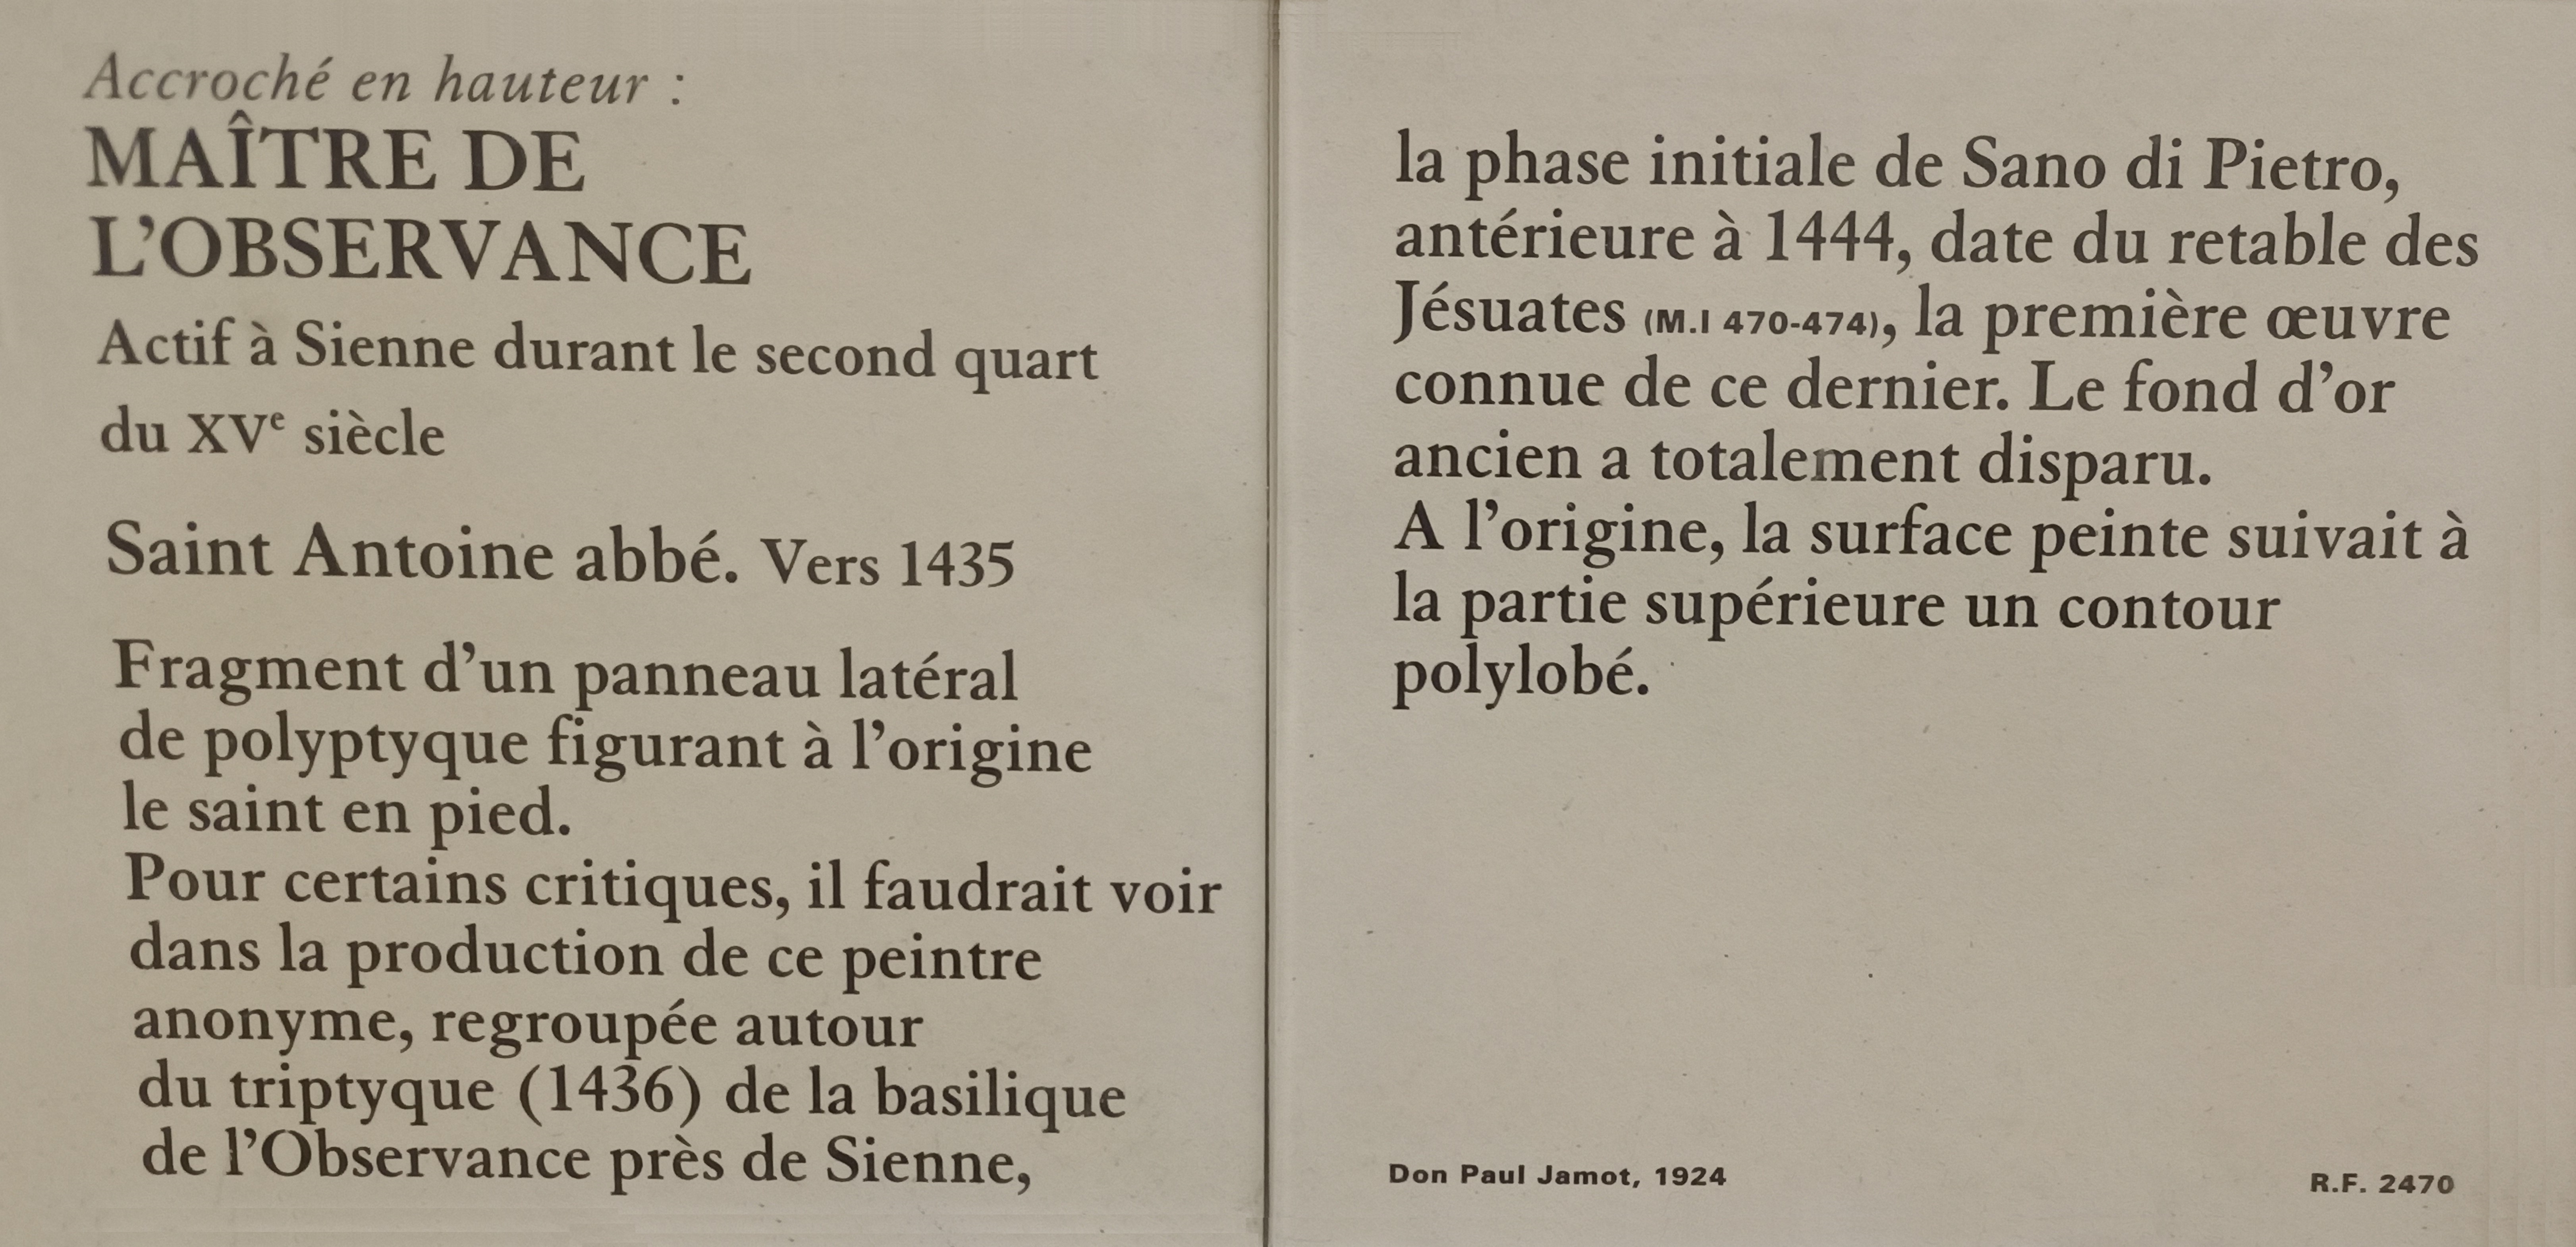 Accroché en hauteur :
MAÎTRE DE
L'OBSERVANCE
Actif à Sienne durant le second quart
du XVe siècle
Saint Antoine abbé. Vers 1435
Fragment d'un panneau latéral
de polyptyque figurant à l'origine
le saint en pied.
Pour certains critiques, il faudrait voir
dans la production de ce peintre
anonyme, regroupée autour
du triptyque (1436) de la basilique
de l'Observance près de Sienne,
la phase initiale de Sano di Pietro,
antérieure à 1444, date du retable des
Jésuates (M.I 470-474), la première œuvre
connue de ce dernier. Le fond d'or
ancien a totalement disparu.
A l'origine, la surface peinte suivait à
la partie supérieure un contour
polylobé.
Don Paul Jamot, 1924
R.F. 2470